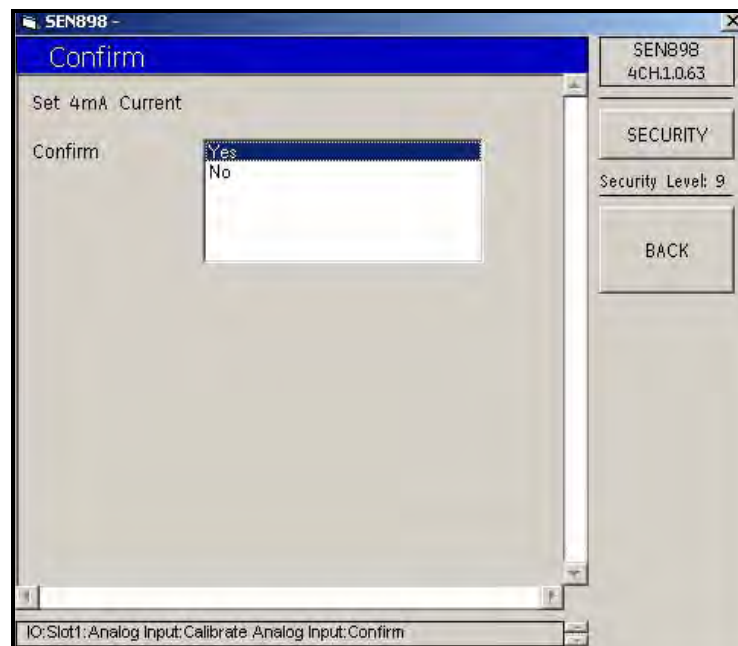 SEN898 -
Confirm
Set 4mA Current
Confirm
Yes
No
SEN898
4CH.1.0.63
SECURITY
Security Level: 9
BACK
IO:Slot1:Analog Input:Calibrate Analog Input:Confirm